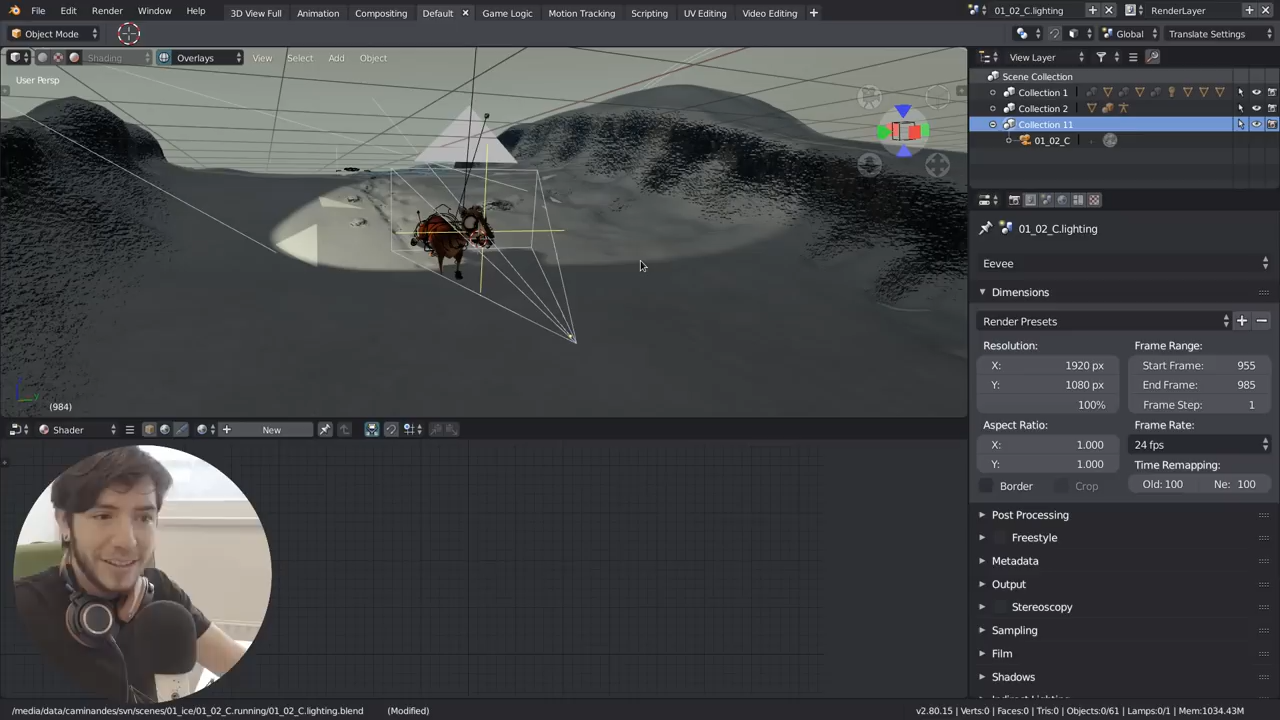 File Edit Render Window Help 3D View Full Animation Compositing Default Game Logic Motion Tracking Scripting UV Editing Video Editing 01_02_C.lighting RenderLayer
Object Mode Global Translate Settings
Shading Overlays View Select Add Object View Layer
User Persp
Scene Collection
Collection 1
Collection 2
Collection 11
01_02_C
01_02_C.lighting
Eevee
Dimensions
Render Presets
Resolution: Frame Range:
X: 1920 px Start Frame: 955
Y: 1080 px End Frame: 985
100% Frame Step: 1
(984)
Aspect Ratio: Frame Rate:
Shader New
X: 1.000 24 fps
Y: 1.000 Time Remapping:
Border Crop Old: 100 Ne: 100
Post Processing
Freestyle
Metadata
Output
Stereoscopy
Sampling
Film
Shadows
/media/data/caminandes/svn/scenes/01_ice/01_02_C.running/01_02_C.lighting.blend (Modified) v2.80.15 | Verts:0 | Faces:0 | Tris:0 | Objects:0/61 | Lamps:0/1 | Mem:1034.43M